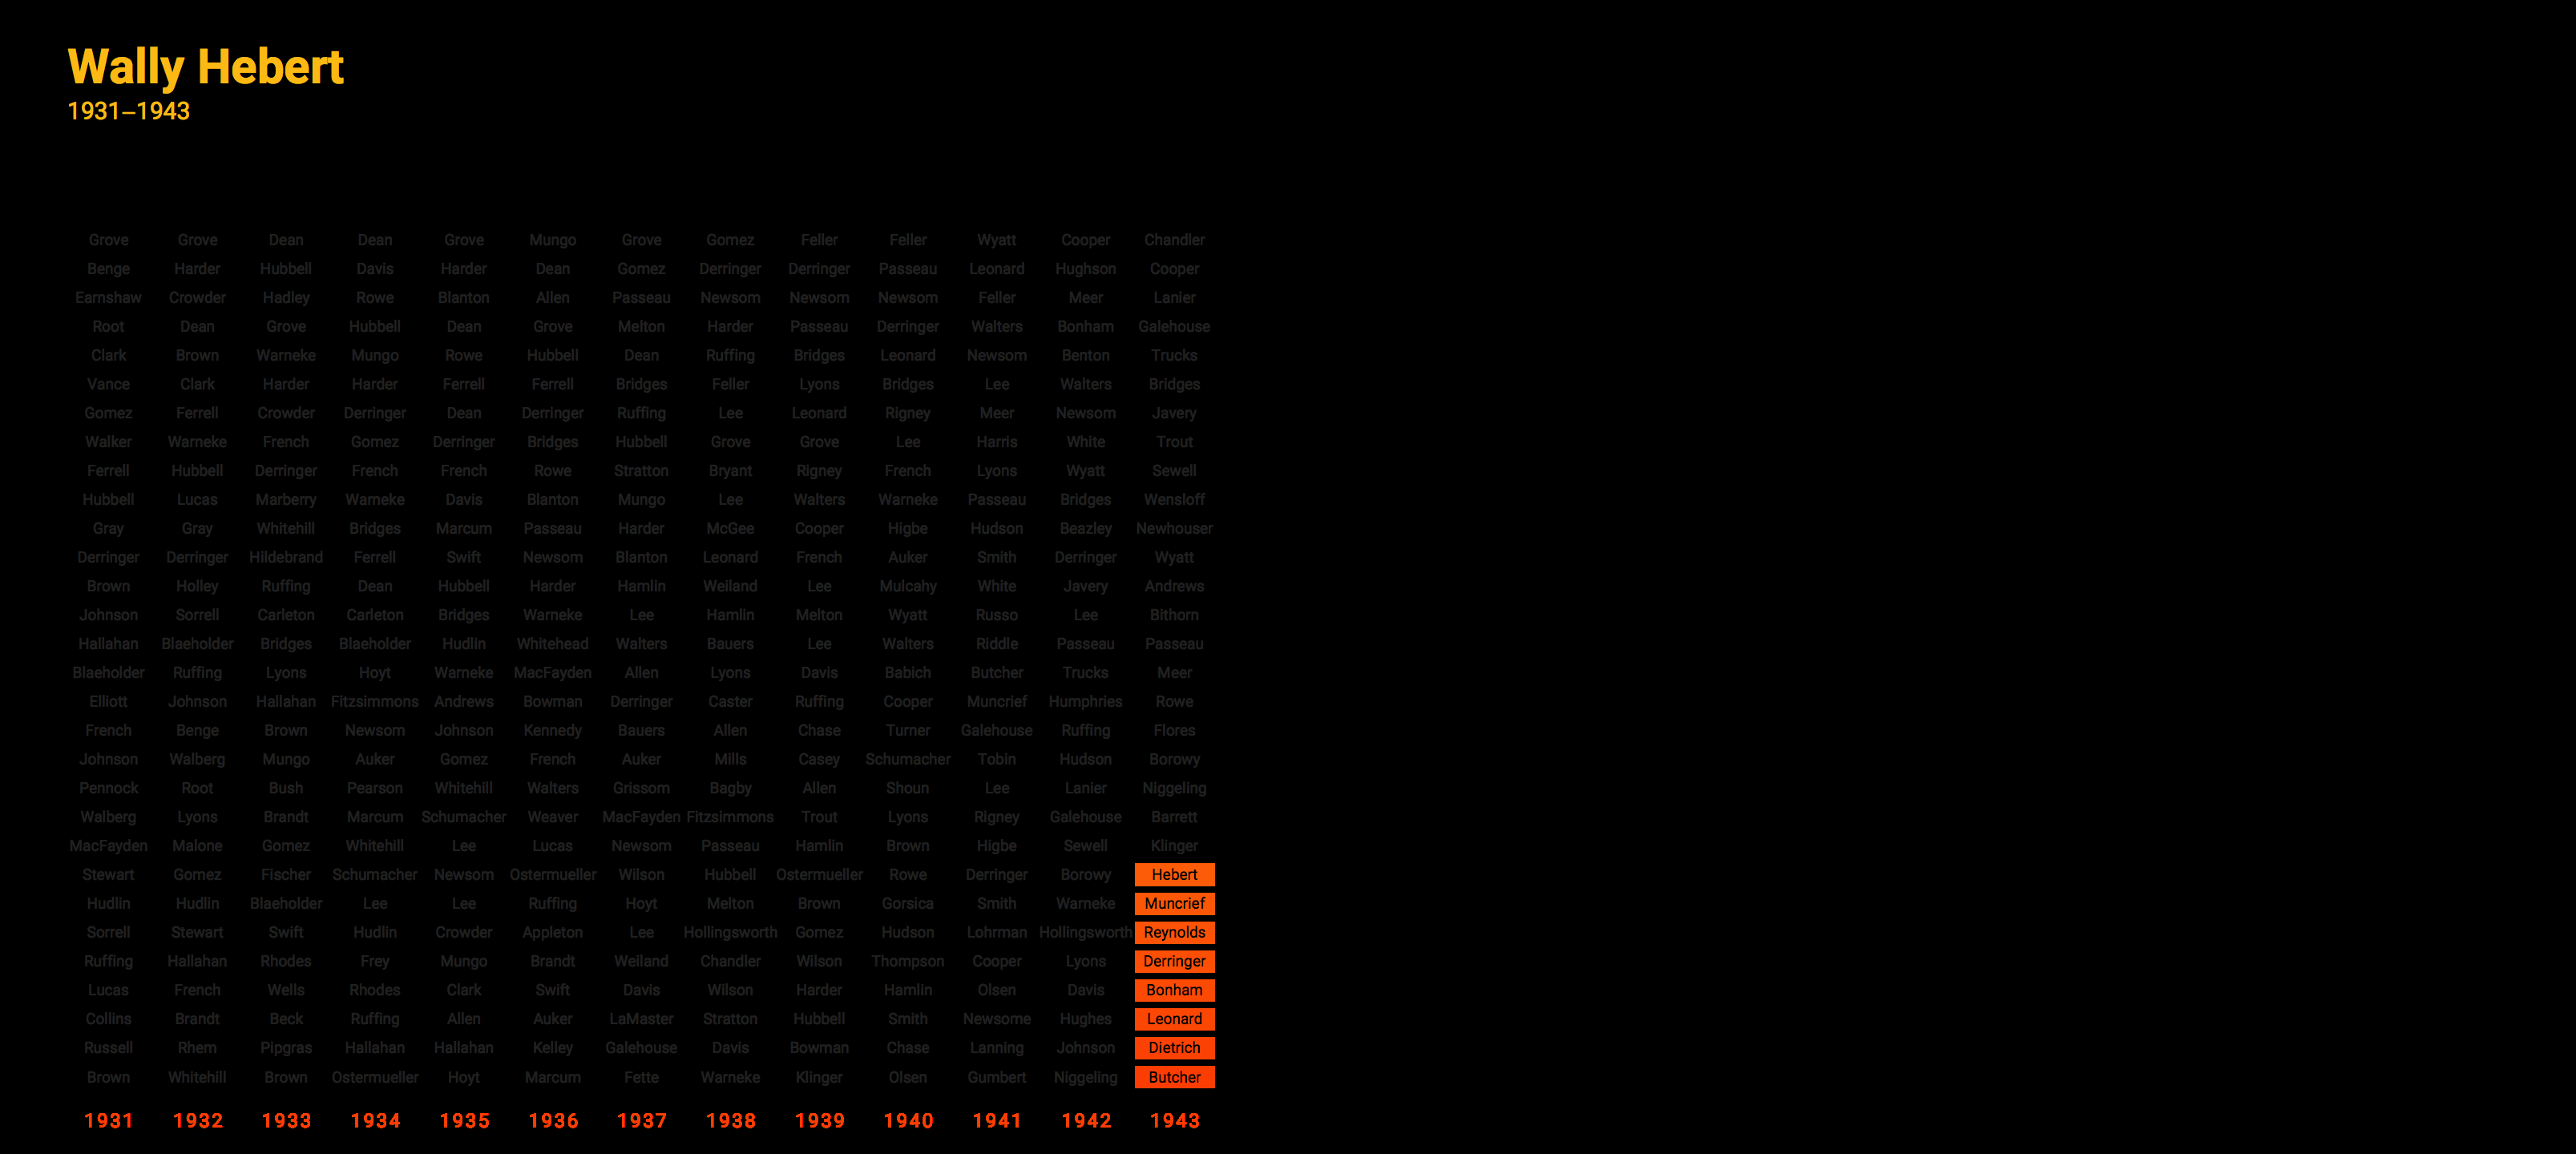 Wally Hebert
1931–1943
Grove Grove Dean Dean Grove Mungo Grove Gomez Feller Feller Wyatt Cooper Chandler
Benge Harder Hubbell Davis Harder Dean Gomez Derringer Derringer Passeau Leonard Hughson Cooper
Earnshaw Crowder Hadley Rowe Blanton Allen Passeau Newsom Newsom Newsom Feller Meer Lanier
Root Dean Grove Hubbell Dean Grove Melton Harder Passeau Derringer Walters Bonham Galehouse
Clark Brown Warneke Mungo Rowe Hubbell Dean Ruffing Bridges Leonard Newsom Benton Trucks
Vance Clark Harder Harder Ferrell Ferrell Bridges Feller Lyons Bridges Lee Walters Bridges
Gomez Ferrell Crowder Derringer Dean Derringer Ruffing Lee Leonard Rigney Meer Newsom Javery
Walker Warneke French Gomez Derringer Bridges Hubbell Grove Grove Lee Harris White Trout
Ferrell Hubbell Derringer French French Rowe Stratton Bryant Rigney French Lyons Wyatt Sewell
Hubbell Lucas Marberry Warneke Davis Blanton Mungo Lee Walters Warneke Passeau Bridges Wensloff
Gray Gray Whitehill Bridges Marcum Passeau Harder McGee Cooper Higbe Hudson Beazley Newhouser
Derringer Derringer Hildebrand Ferrell Swift Newsom Blanton Leonard French Auker Smith Derringer Wyatt
Brown Holley Ruffing Dean Hubbell Harder Hamlin Weiland Lee Mulcahy White Javery Andrews
Johnson Sorrell Carleton Carleton Bridges Warneke Lee Hamlin Melton Wyatt Russo Lee Bithorn
Hallahan Blaeholder Bridges Blaeholder Hudlin Whitehead Walters Bauers Lee Walters Riddle Passeau Passeau
Blaeholder Ruffing Lyons Hoyt Warneke MacFayden Allen Lyons Davis Babich Butcher Trucks Meer
Elliott Johnson Hallahan Fitzsimmons Andrews Bowman Derringer Caster Ruffing Cooper Muncrief Humphries Rowe
French Benge Brown Newsom Johnson Kennedy Bauers Allen Chase Turner Galehouse Ruffing Flores
Johnson Walberg Mungo Auker Gomez French Auker Mills Casey Schumacher Tobin Hudson Borowy
Pennock Root Bush Pearson Whitehill Walters Grissom Bagby Allen Shoun Lee Lanier Niggeling
Walberg Lyons Brandt Marcum Schumacher Weaver MacFayden Fitzsimmons Trout Lyons Rigney Galehouse Barrett
MacFayden Malone Gomez Whitehill Lee Lucas Newsom Passeau Hamlin Brown Higbe Sewell Klinger
Stewart Gomez Fischer Schumacher Newsom Ostermueller Wilson Hubbell Ostermueller Rowe Derringer Borowy Hebert
Hudlin Hudlin Blaeholder Lee Lee Ruffing Hoyt Melton Brown Gorsica Smith Warneke Muncrief
Sorrell Stewart Swift Hudlin Crowder Appleton Lee Hollingsworth Gomez Hudson Lohrman Hollingsworth Reynolds
Ruffing Hallahan Rhodes Frey Mungo Brandt Weiland Chandler Wilson Thompson Cooper Lyons Derringer
Lucas French Wells Rhodes Clark Swift Davis Wilson Harder Hamlin Olsen Davis Bonham
Collins Brandt Beck Ruffing Allen Auker LaMaster Stratton Hubbell Smith Newsome Hughes Leonard
Russell Rhem Pipgras Hallahan Hallahan Kelley Galehouse Davis Bowman Chase Lanning Johnson Dietrich
Brown Whitehill Brown Ostermueller Hoyt Marcum Fette Warneke Klinger Olsen Gumbert Niggeling Butcher
1931 1932 1933 1934 1935 1936 1937 1938 1939 1940 1941 1942 1943